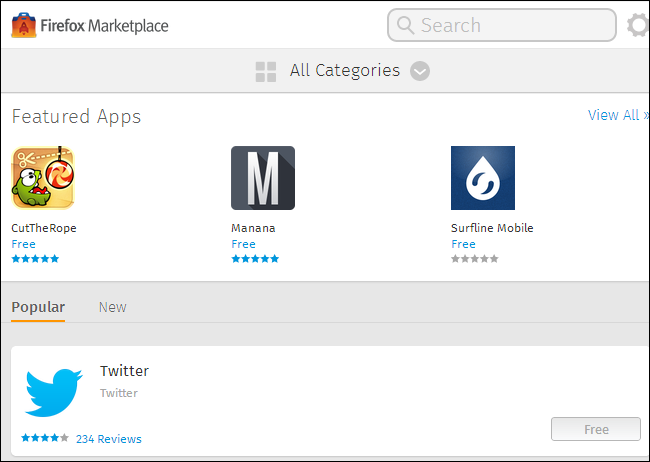 Firefox Marketplace
Search
All Categories
Featured Apps
View All »
CutTheRope
Free
M
Manana
Free
Surfline Mobile
Free
Popular
New
Twitter
Twitter
234 Reviews
Free